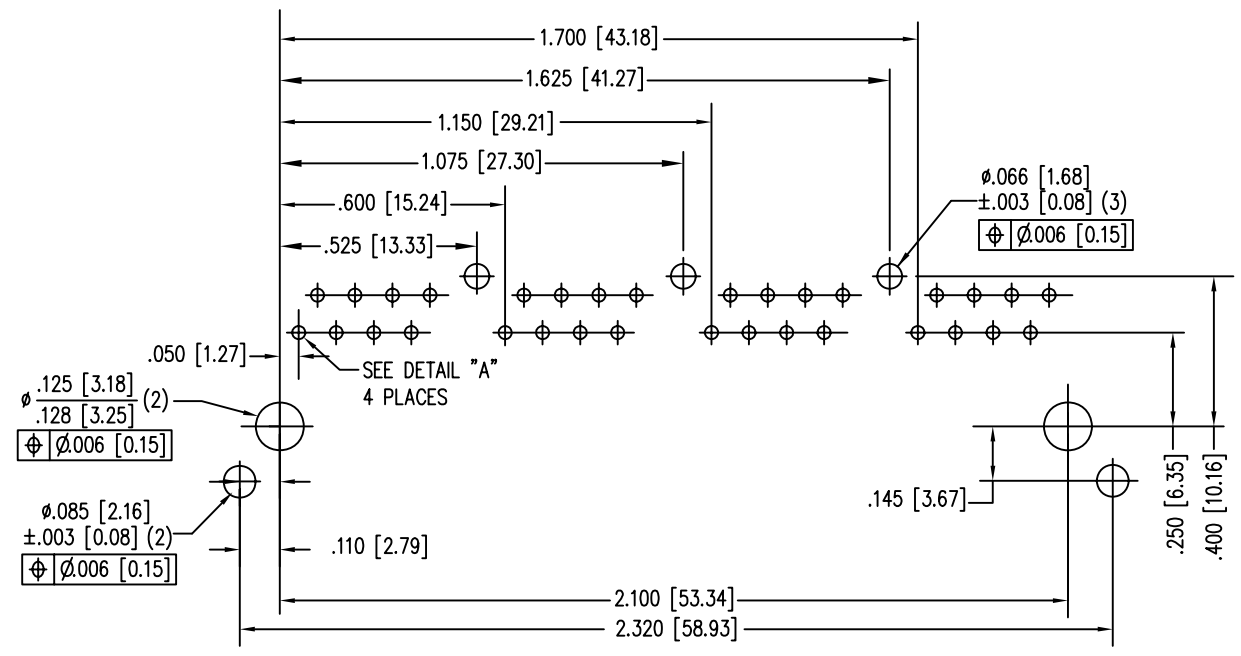 1.700 [43.18]
1.625 [41.27]
1.150 [29.21]
1.075 [27.30]
.600 [15.24]
.525 [13.33]
ø.066 [1.68]
±.003 [0.08] (3)
⌖ Ø.006 [0.15]
.050 [1.27]
SEE DETAIL "A"
4 PLACES
ø .125 [3.18]
.128 [3.25] (2)
⌖ Ø.006 [0.15]
ø.085 [2.16]
±.003 [0.08] (2)
⌖ Ø.006 [0.15]
.110 [2.79]
.145 [3.67]
.250 [6.35]
.400 [10.16]
2.100 [53.34]
2.320 [58.93]